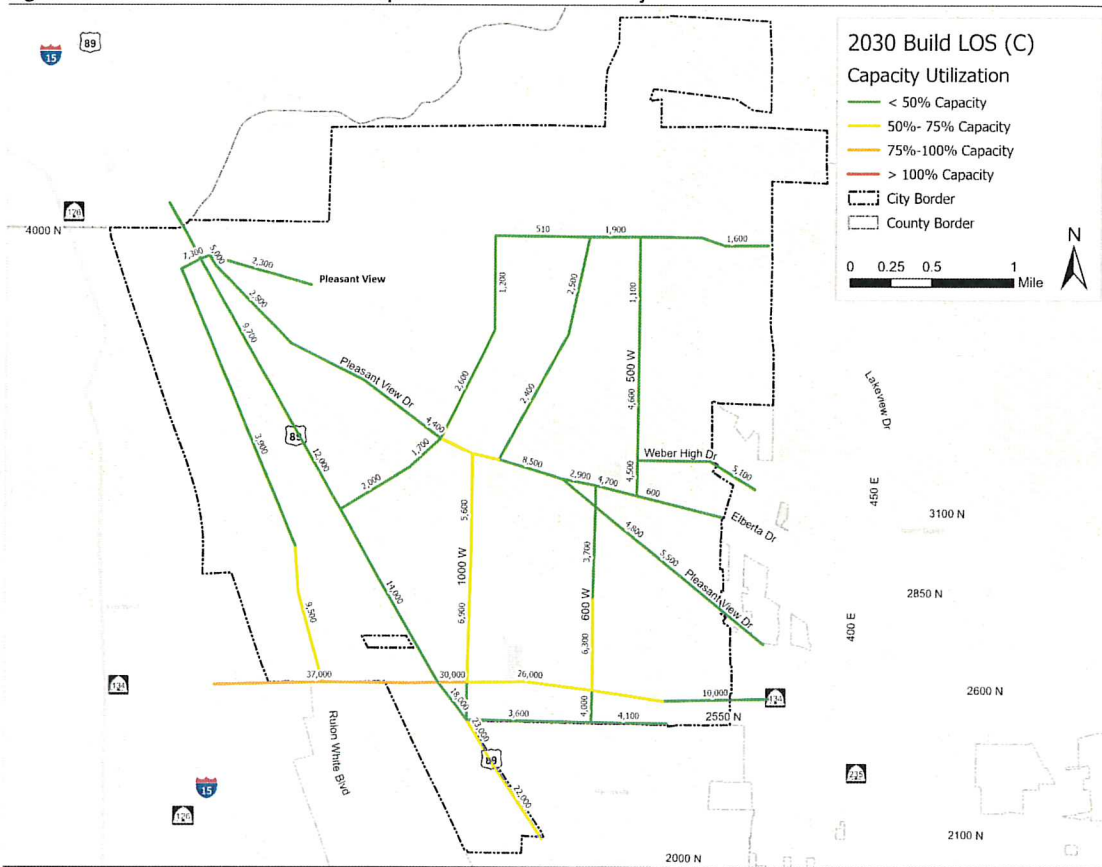 89
15
2030 Build LOS (C)
Capacity Utilization
< 50% Capacity
50%- 75% Capacity
75%-100% Capacity
> 100% Capacity
City Border
County Border
N
0 0.25 0.5 1
Mile
126
4000 N
7,300
5,000
2,300
Pleasant View
510
1,900
1,600
1,200
2,500
1,100
2,500
9,700
Pleasant View Dr
500 W
2,600
2,400
4,600
Lakeview Dr
3,900
89
12,000
4,400
1,700
2,000
8,500
2,900
4,700
4,500
Weber High Dr
5,100
600
Elberta Dr
450 E
3100 N
5,600
1000 W
6,900
3,700
600 W
6,300
4,800
5,500
Pleasant View Dr
14,000
2850 N
400 E
9,500
37,000
30,000
26,000
10,000
134
134
2600 N
18,000
3,600
4,000
4,100
2550 N
23,000
89
22,000
Rulon White Blvd
15
126
235
2100 N
2000 N